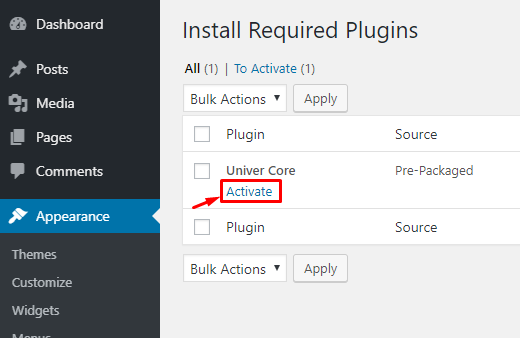 Dashboard
Posts
Media
Pages
Comments
Appearance
Themes
Customize
Widgets
Menus
Install Required Plugins
All (1) | To Activate (1)
Bulk Actions Apply
Plugin Source
Univer Core Pre-Packaged
Activate
Plugin Source
Bulk Actions Apply